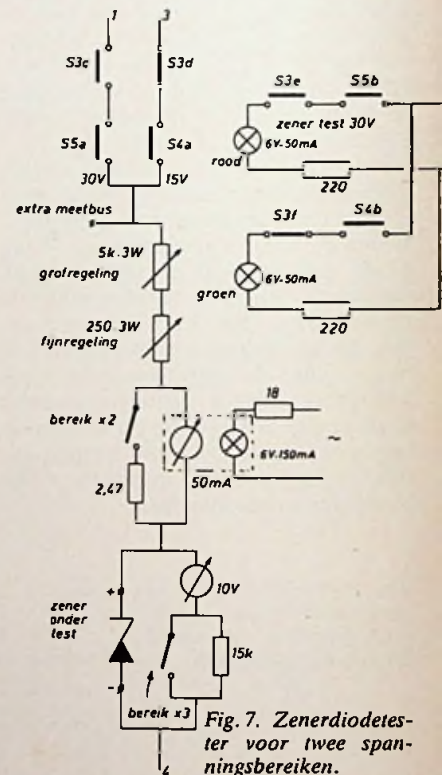 1 3
S3c S3d
S5a S4a
30V 15V
extra meetbus
5k.3W
grofregeling
250.3W
fijnregeling
bereik x2
2,47
50mA
18
6V-150mA
~
+
zener
onder
test
-
10V
15k
bereik x3
4
S3e S5b
zener test 30V
6V-50mA
rood
220
S3f S4b
6V-50mA
groen
220
Fig. 7. Zenerdiodetes-
ter voor twee span-
ningsbereiken.